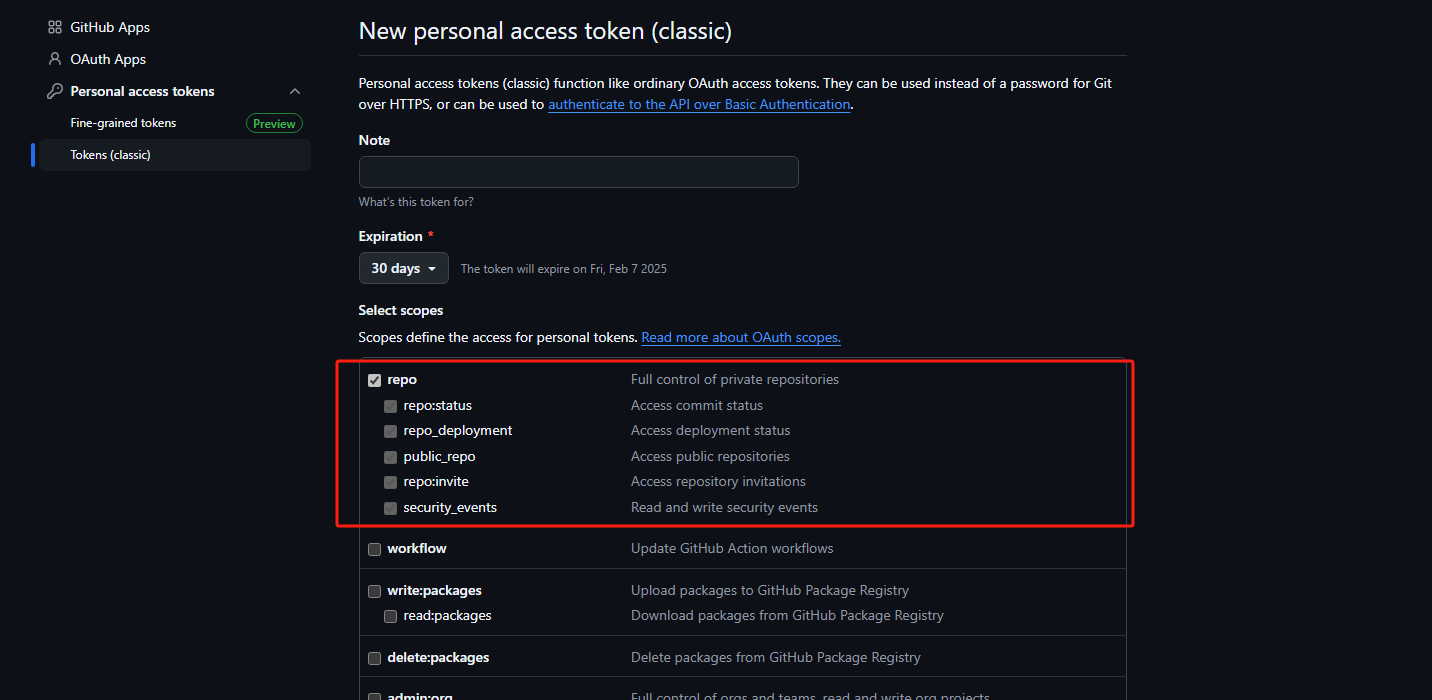 GitHub Apps
OAuth Apps
Personal access tokens
Fine-grained tokens Preview
Tokens (classic)
New personal access token (classic)
Personal access tokens (classic) function like ordinary OAuth access tokens. They can be used instead of a password for Git
over HTTPS, or can be used to authenticate to the API over Basic Authentication.
Note
What's this token for?
Expiration *
30 days The token will expire on Fri, Feb 7 2025
Select scopes
Scopes define the access for personal tokens. Read more about OAuth scopes.
repo Full control of private repositories
repo:status Access commit status
repo_deployment Access deployment status
public_repo Access public repositories
repo:invite Access repository invitations
security_events Read and write security events
workflow Update GitHub Action workflows
write:packages Upload packages to GitHub Package Registry
read:packages Download packages from GitHub Package Registry
delete:packages Delete packages from GitHub Package Registry
admin:org Full control of orgs and teams, read and write org projects